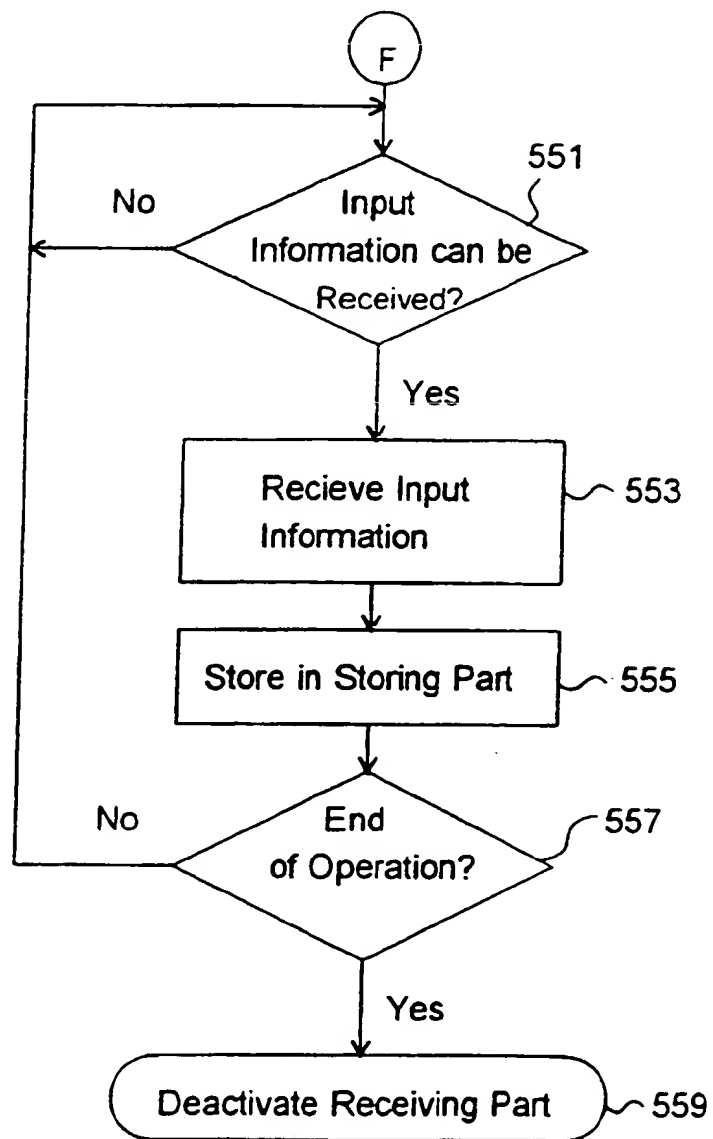 F
551
No
Input
Information can be
Received?
Yes
Recieve Input
Information
553
Store in Storing Part
555
No
End
of Operation?
557
Yes
Deactivate Receiving Part
559